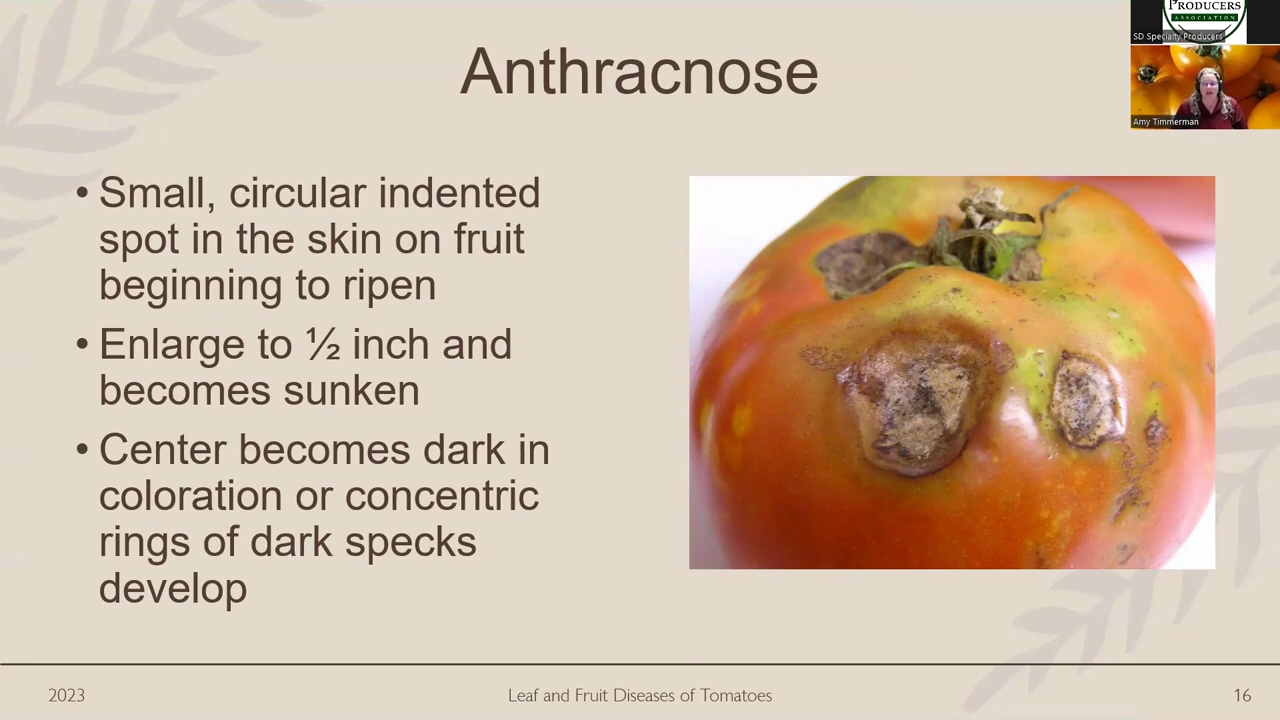 Anthracnose
PRODUCERS
ASSOCIATION
SD Specialty Producers
Amy Timmerman
• Small, circular indented
spot in the skin on fruit
beginning to ripen
• Enlarge to ½ inch and
becomes sunken
• Center becomes dark in
coloration or concentric
rings of dark specks
develop
2023
Leaf and Fruit Diseases of Tomatoes
16